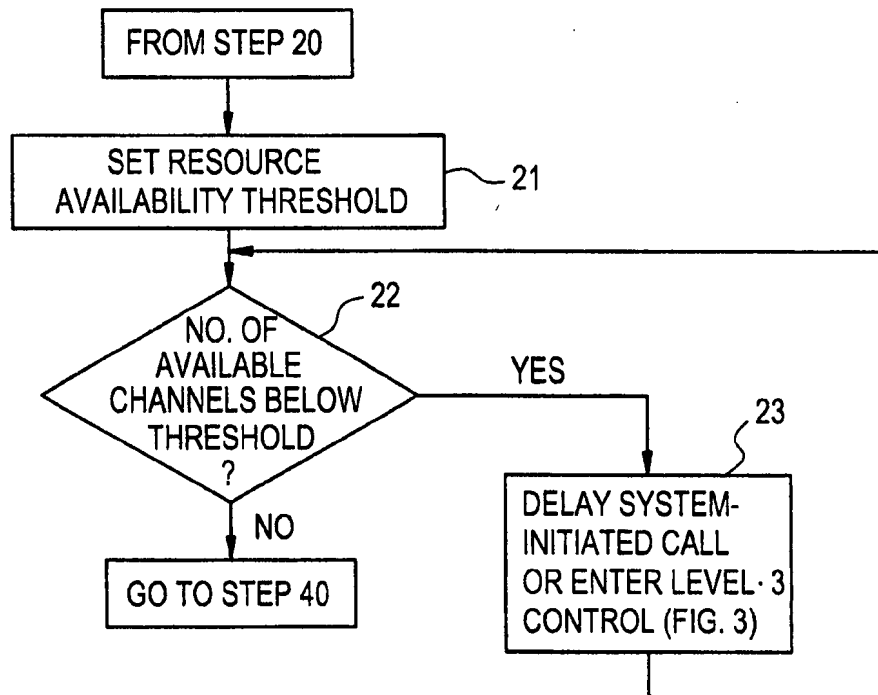 FROM STEP 20
SET RESOURCE
AVAILABILITY THRESHOLD
21
22
NO. OF
AVAILABLE
CHANNELS BELOW
THRESHOLD
?
YES
NO
GO TO STEP 40
23
DELAY SYSTEM-
INITIATED CALL
OR ENTER LEVEL· 3
CONTROL (FIG. 3)